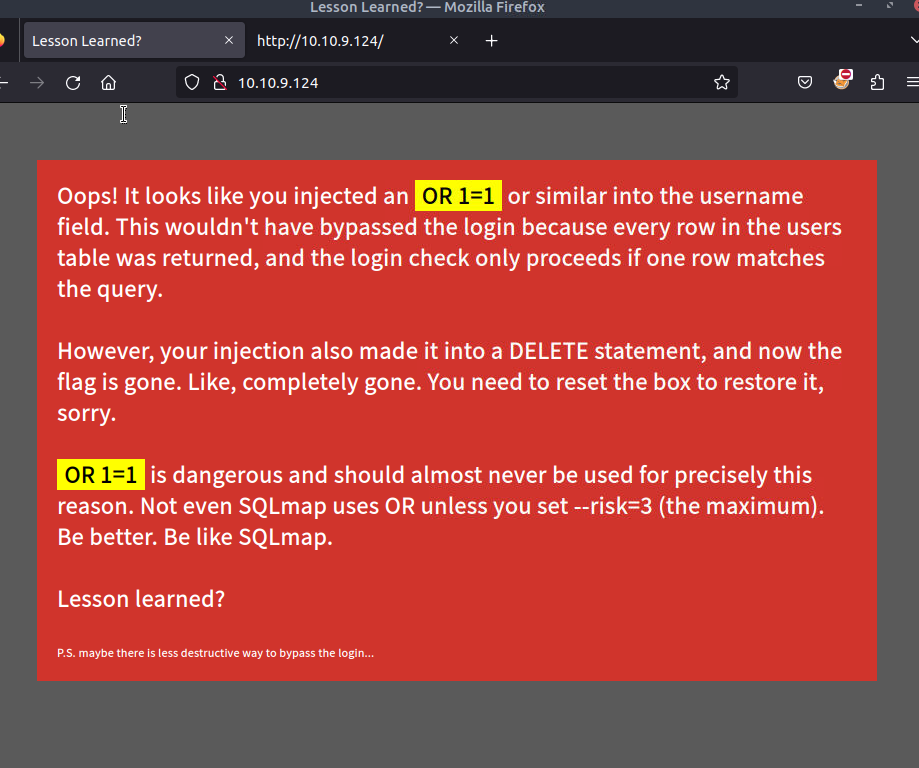 Lesson Learned? — Mozilla Firefox
Lesson Learned?
http://10.10.9.124/
10.10.9.124
Oops! It looks like you injected an OR 1=1 or similar into the username
field. This wouldn't have bypassed the login because every row in the users
table was returned, and the login check only proceeds if one row matches
the query.
However, your injection also made it into a DELETE statement, and now the
flag is gone. Like, completely gone. You need to reset the box to restore it,
sorry.
OR 1=1 is dangerous and should almost never be used for precisely this
reason. Not even SQLmap uses OR unless you set --risk=3 (the maximum).
Be better. Be like SQLmap.
Lesson learned?
P.S. maybe there is less destructive way to bypass the login...